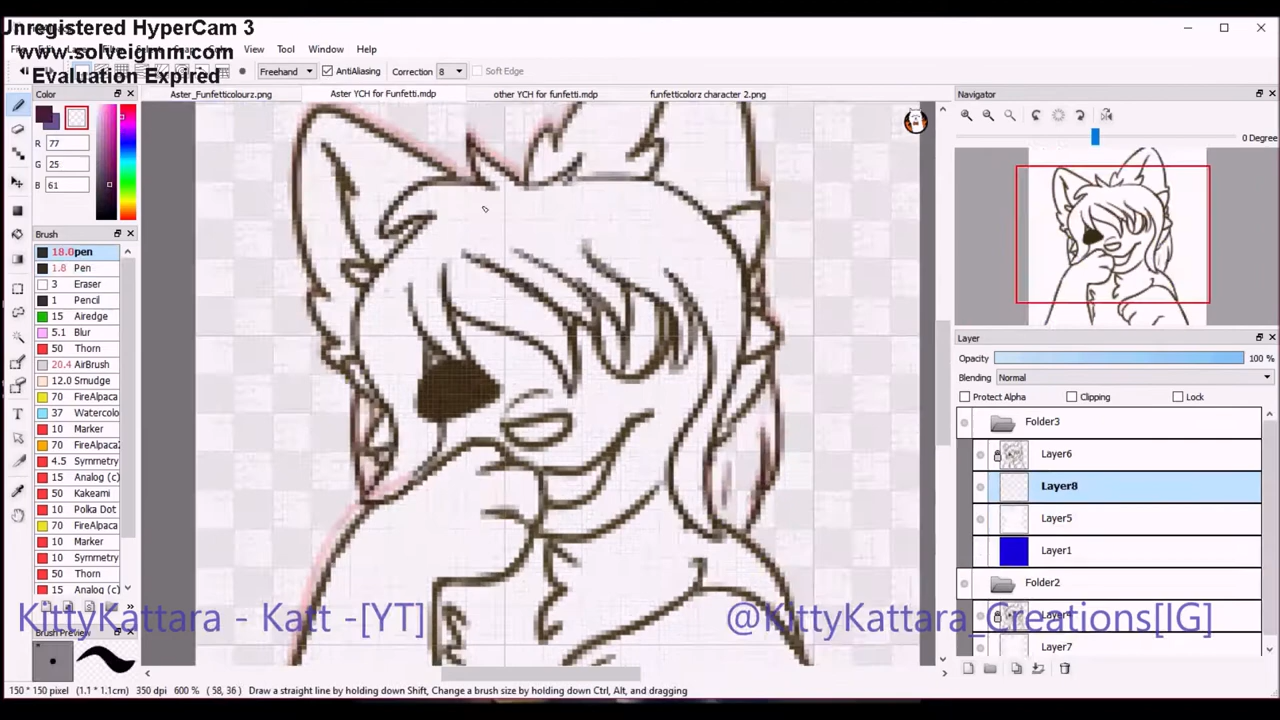 Unregistered HyperCam 3
www.solveigmm.com
Evaluation Expired
View Tool Window Help
Freehand AntiAliasing Correction 8 Soft Edge
Aster_Funfetticolourz.png Aster YCH for Funfetti.mdp other YCH for funfetti.mdp funfetticolorz character 2.png
Color
R 77
G 25
B 61
Brush
18.0 pen
1.0 Pen
3 Eraser
1 Pencil
15 Airedge
5.1 Blur
50 Thorn
20.4 AirBrush
12.0 Smudge
70 FireAlpaca
37 Watercolo
10 Marker
70 FireAlpaca
4.5 Symmetry
15 Analog (c)
50 Kakeami
10 Polka Dot
70 FireAlpaca
10 Marker
10 Symmetry
50 Thorn
15 Analog (c)
Brush Preview
Navigator
0 Degree
Layer
Opacity 100 %
Blending Normal
Protect Alpha Clipping Lock
Folder3
Layer6
Layer8
Layer5
Layer1
Folder2
Layer7
KittyKattara - Katt -[YT]
@KittyKattara_Creations[IG]
150 * 150 pixel (1.1 * 1.1cm) 350 dpi 600 % ( 58, 36 ) Draw a straight line by holding down Shift, Change a brush size by holding down Ctrl, Alt, and dragging